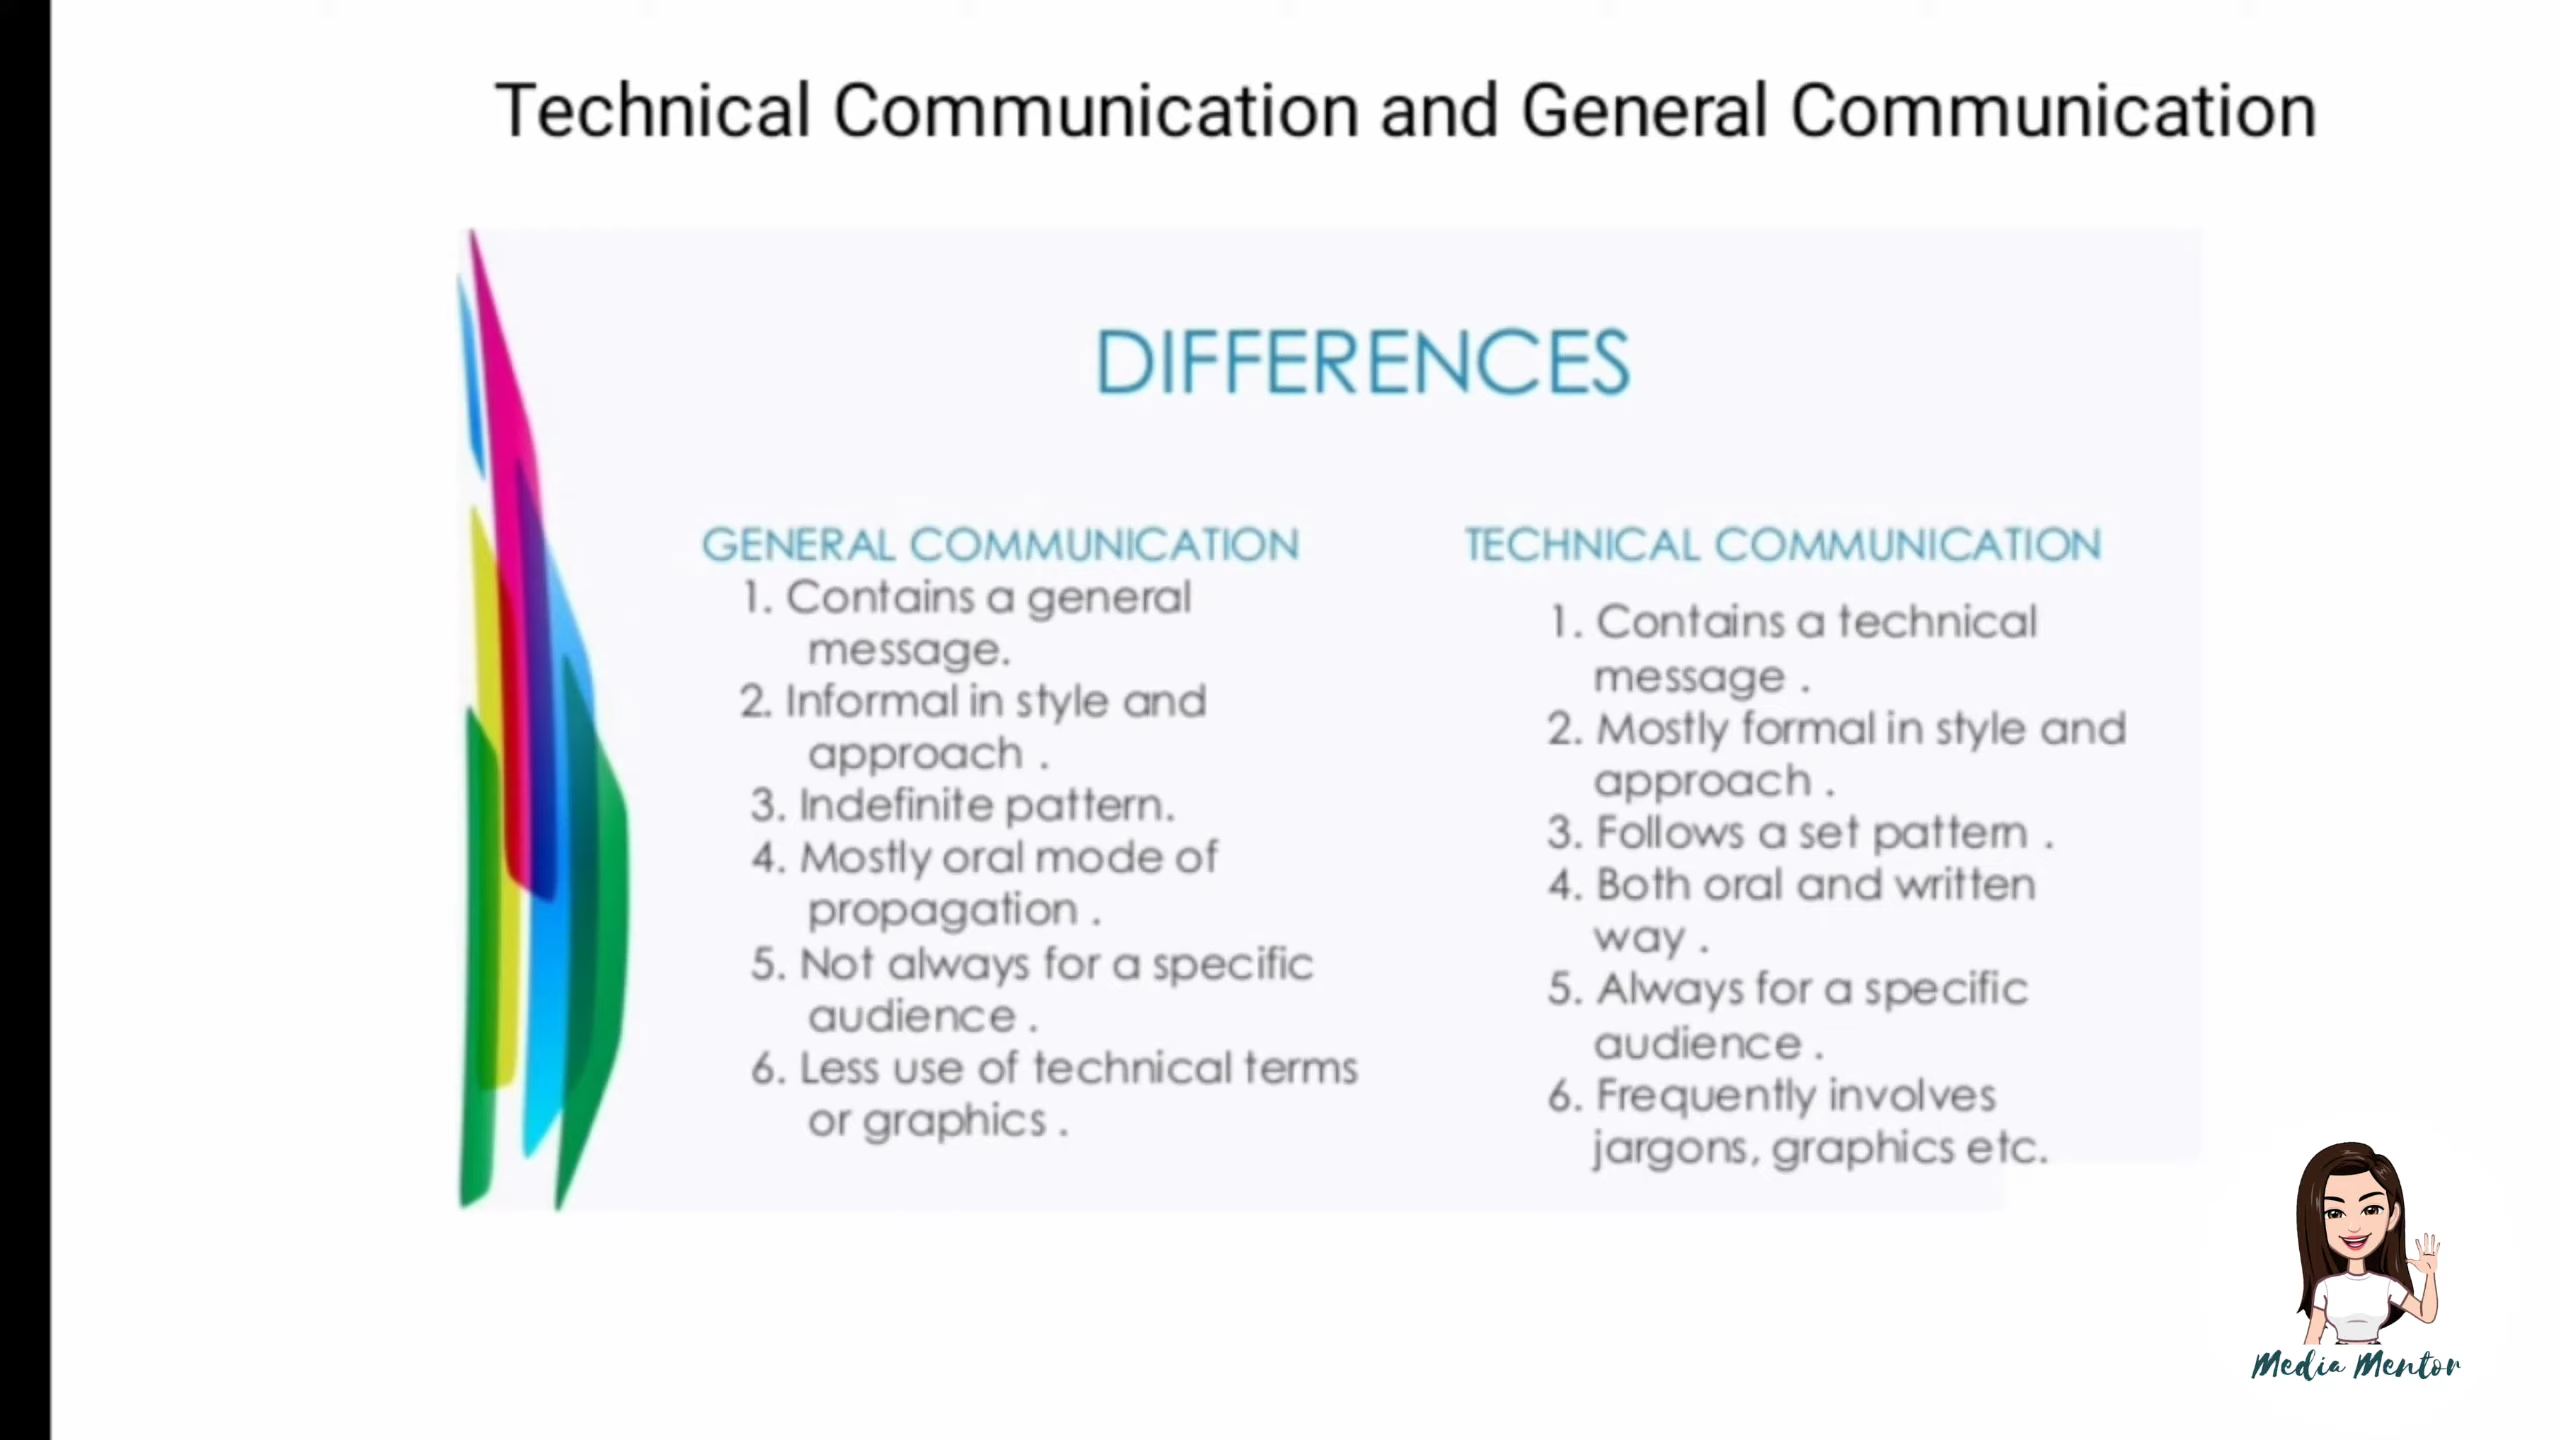 Technical Communication and General Communication
DIFFERENCES
GENERAL COMMUNICATION
1. Contains a general
message.
2. Informal in style and
approach .
3. Indefinite pattern.
4. Mostly oral mode of
propagation .
5. Not always for a specific
audience .
6. Less use of technical terms
or graphics .
TECHNICAL COMMUNICATION
1. Contains a technical
message .
2. Mostly formal in style and
approach .
3. Follows a set pattern .
4. Both oral and written
way .
5. Always for a specific
audience .
6. Frequently involves
jargons, graphics etc.
Media Mentor